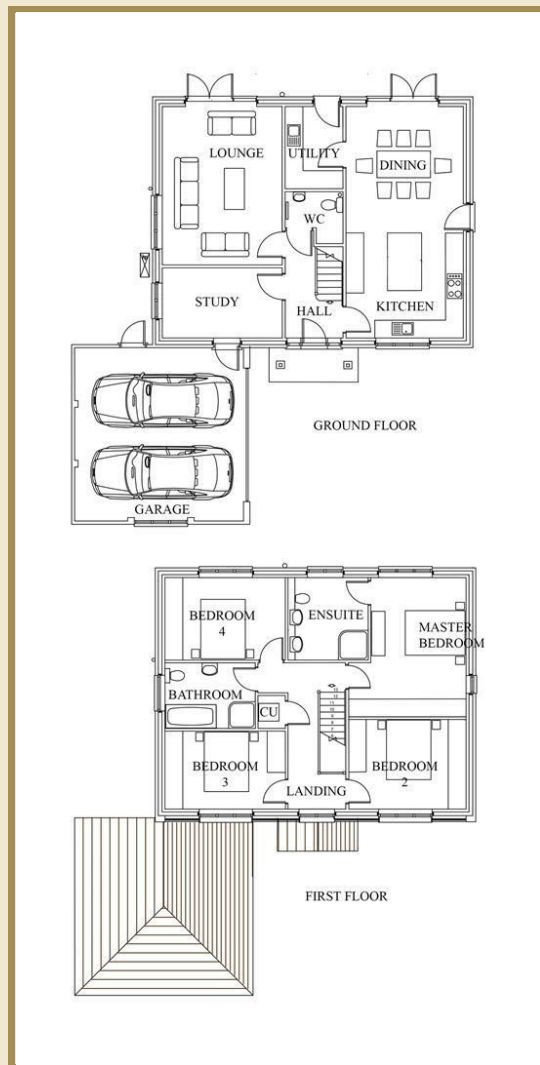 LOUNGE
UTILITY
DINING
WC
STUDY
HALL
KITCHEN
GROUND FLOOR
GARAGE
BEDROOM
4
ENSUITE
MASTER
BEDROOM
BATHROOM
CU
BEDROOM
3
LANDING
BEDROOM
2
FIRST FLOOR